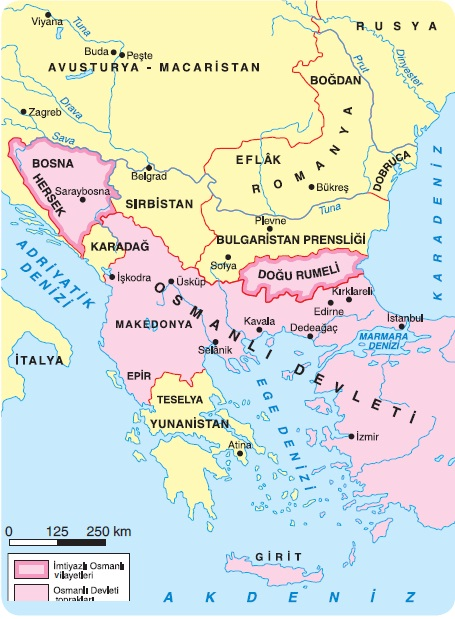 RUSYA
Viyana
Tuna
Buda
Peşte
AVUSTURYA - MACARİSTAN
BOĞDAN
Prut
Dinyester
Drava
Zagreb
Sava
BOSNA
HERSEK
Saraybosna
Belgrad
EFLÂK
ROMANYA
Bükreş
DOBRUCA
SIRBİSTAN
Tuna
Plevne
BULGARİSTAN PRENSLİĞİ
KARADENİZ
KARADAĞ
Sofya
DOĞU RUMELİ
ADRİYATİK
DENİZİ
İşkodra
Üsküp
Kırklareli
Edirne
İstanbul
MAKEDONYA
Kavala
Dedeağaç
MARMARA
DENİZİ
Selânik
OSMANLI DEVLETİ
İTALYA
EPİR
TESELYA
YUNANİSTAN
EGE DENİZİ
Atina
İzmir
0 125 250 km
GİRİT
İmtiyazlı Osmanlı
vilayetleri
Osmanlı Devleti
toprakları
AKDENİZ